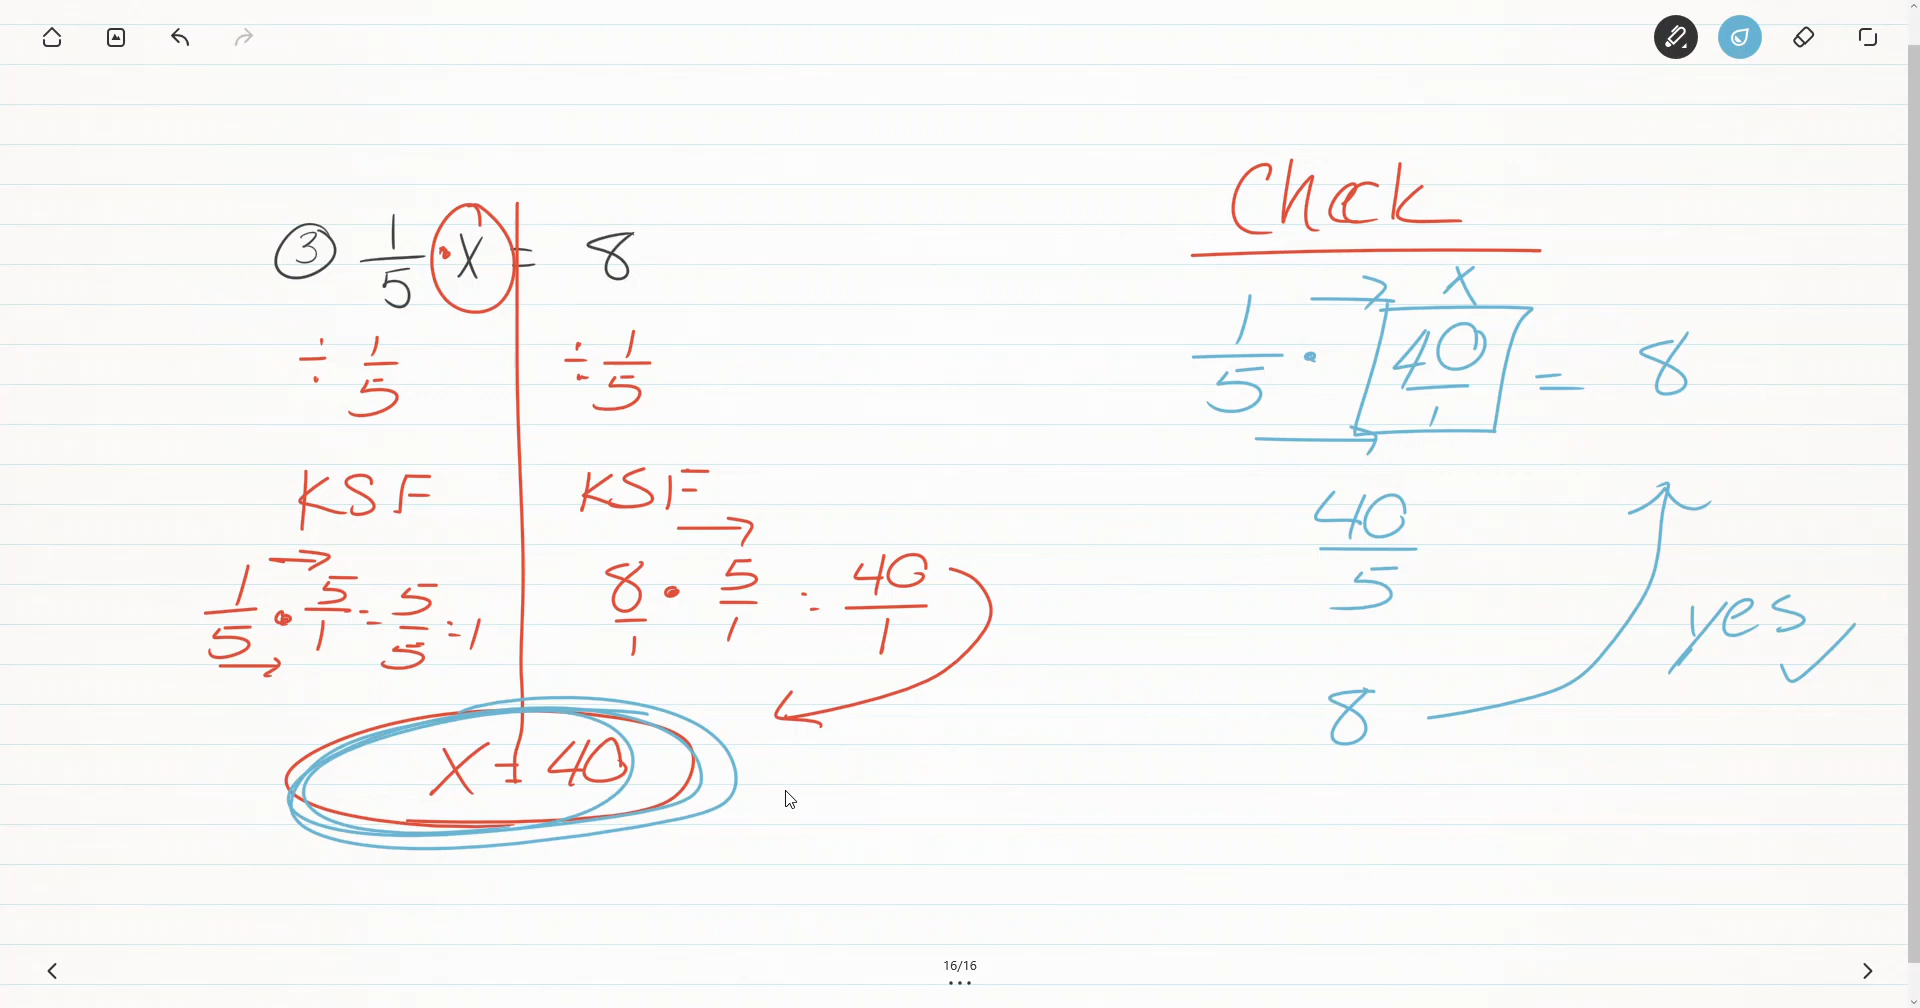 ③ 1/5 · x = 8
÷ 1/5 ÷ 1/5
KSF KSF
1/5 · 5/1 = 5/5 = 1
8/1 · 5/1 = 40/1
x = 40
Check
x
1/5 · 40/1 = 8
40/5
8
yes ✓
16/16